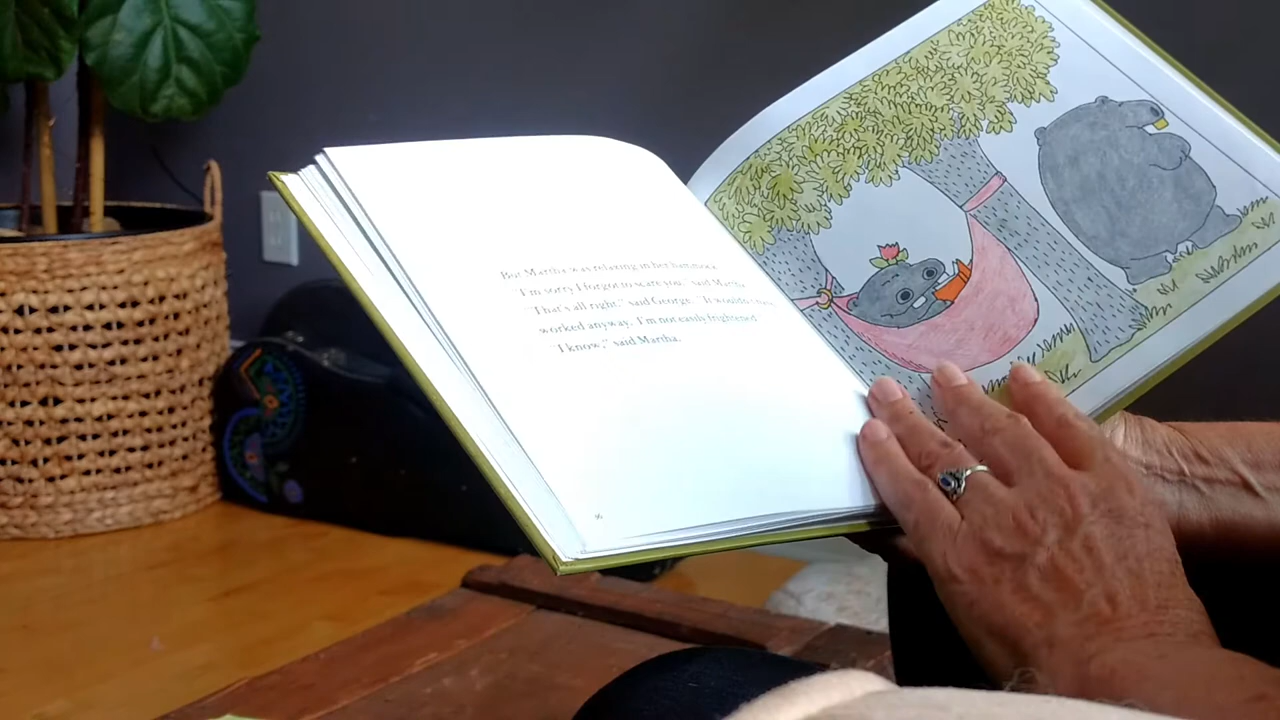 But Martha was relaxing in her hammock.
"I'm sorry I forgot to scare you," said Martha.
"That's all right," said George. "It wouldn't have
worked anyway. I'm not easily frightened."
"I know," said Martha.